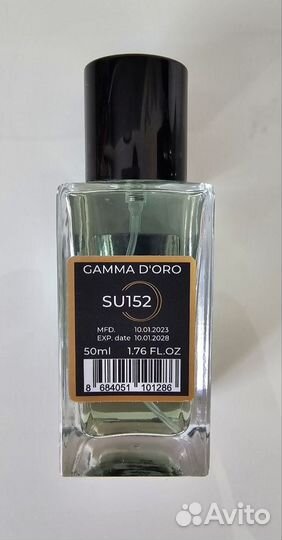 GAMMA D'ORO
SU152
MFD. 10.01.2023
EXP. date 10.01.2028
50ml 1.76 FL.OZ
8 684051 101286
Avito